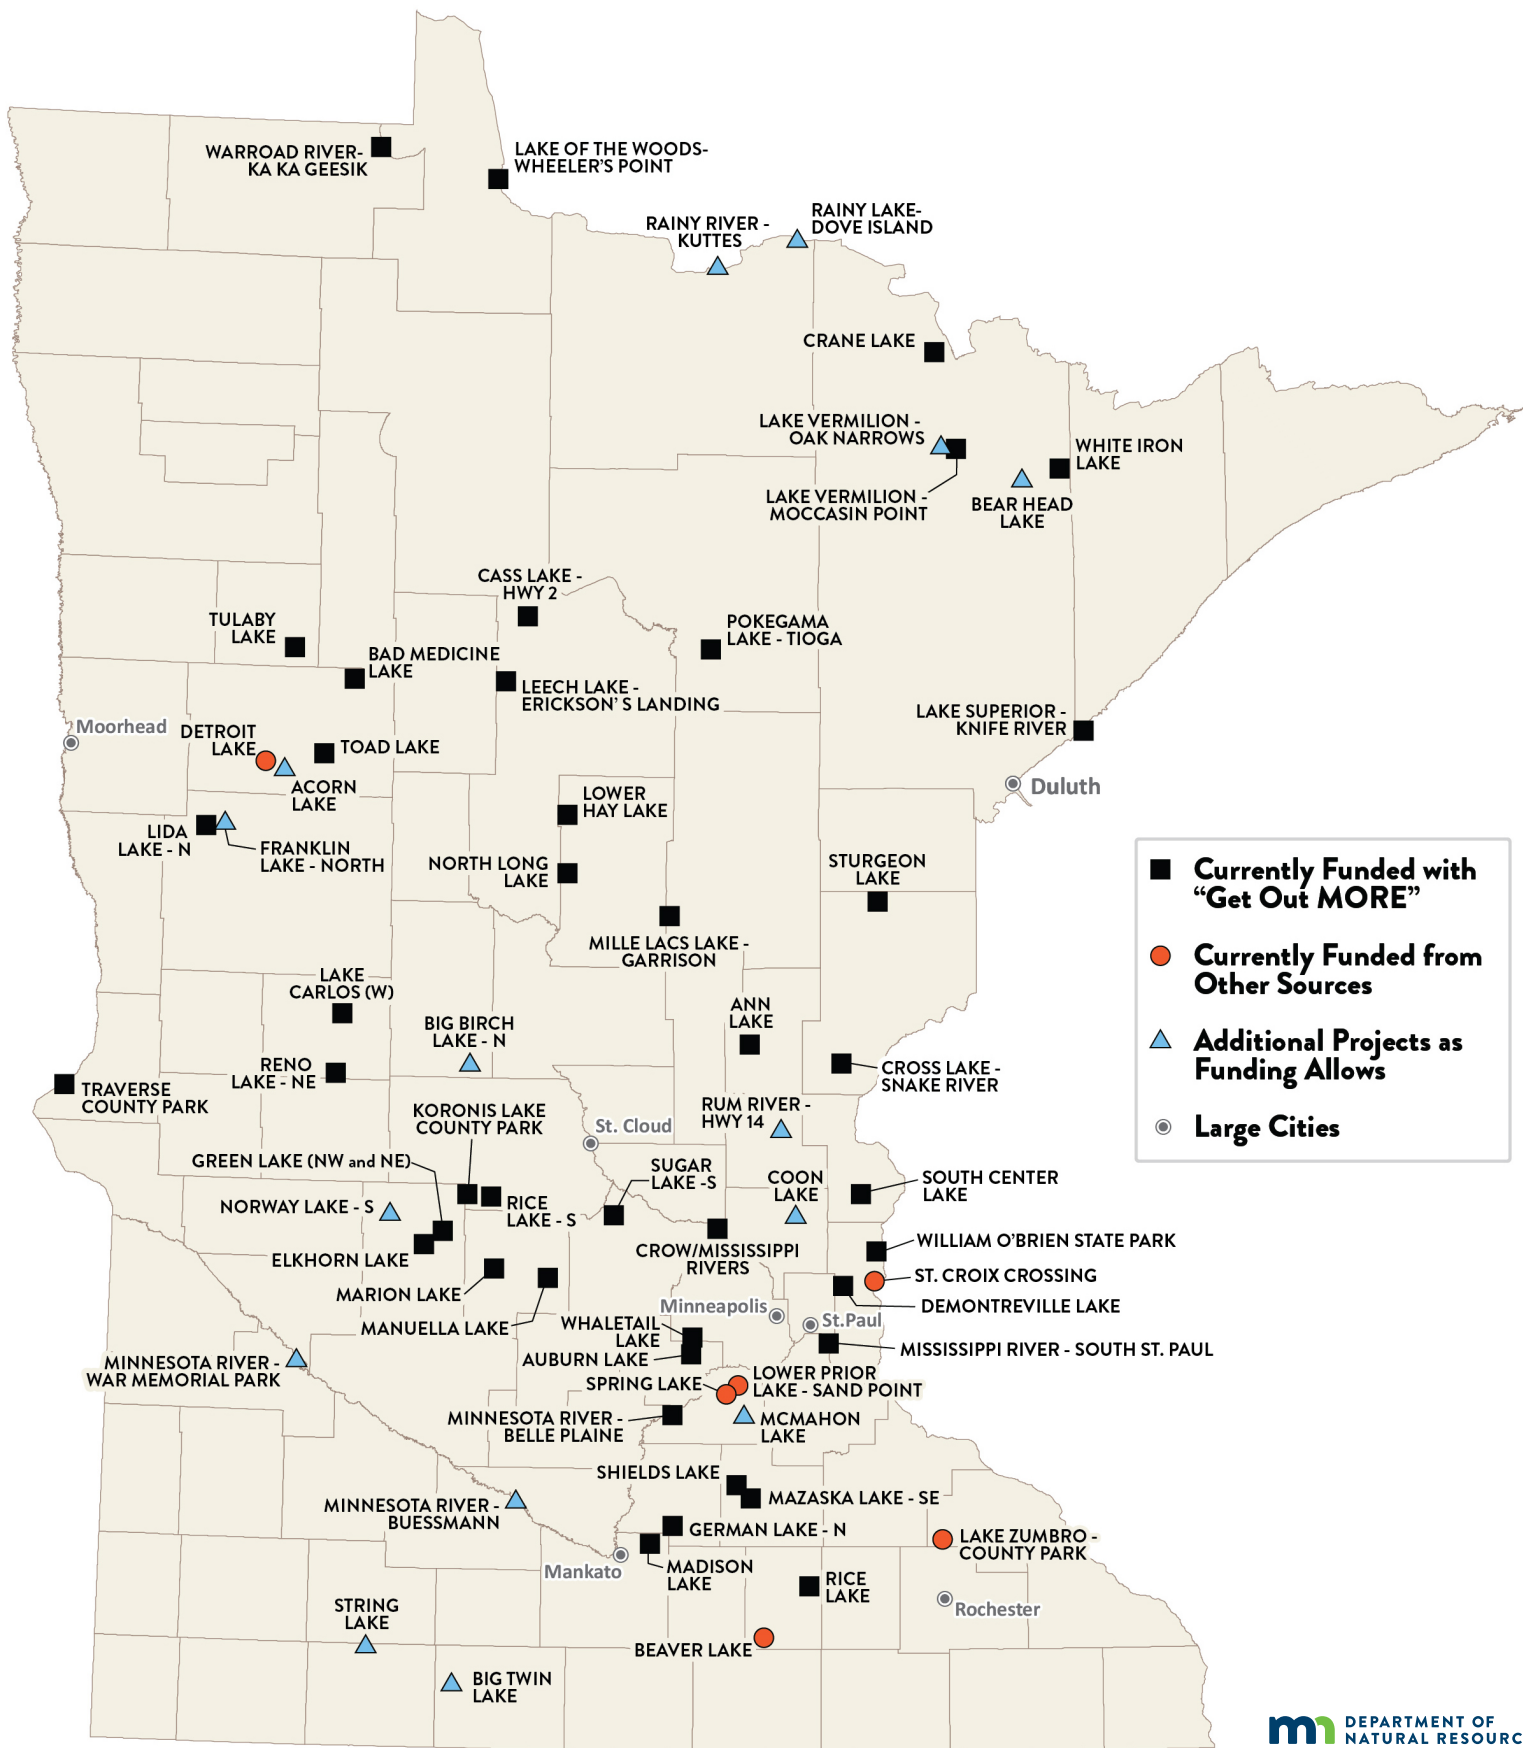 WARROAD RIVER-
KA KA GEESIK
LAKE OF THE WOODS-
WHEELER'S POINT
RAINY RIVER -
KUTTES
RAINY LAKE-
DOVE ISLAND
CRANE LAKE
LAKE VERMILION -
OAK NARROWS
WHITE IRON
LAKE
LAKE VERMILION -
MOCCASIN POINT
BEAR HEAD
LAKE
CASS LAKE -
HWY 2
TULABY
LAKE
POKEGAMA
LAKE - TIOGA
BAD MEDICINE
LAKE
LEECH LAKE -
ERICKSON' S LANDING
LAKE SUPERIOR -
KNIFE RIVER
Moorhead
DETROIT
LAKE
TOAD LAKE
ACORN
LAKE
Duluth
LOWER
HAY LAKE
LIDA
LAKE - N
FRANKLIN
LAKE - NORTH
NORTH LONG
LAKE
STURGEON
LAKE
Currently Funded with
“Get Out MORE”
Currently Funded from
Other Sources
Additional Projects as
Funding Allows
Large Cities
MILLE LACS LAKE -
GARRISON
LAKE
CARLOS (W)
ANN
LAKE
BIG BIRCH
LAKE - N
RENO
LAKE - NE
CROSS LAKE -
SNAKE RIVER
TRAVERSE
COUNTY PARK
KORONIS LAKE
COUNTY PARK
RUM RIVER -
HWY 14
St. Cloud
GREEN LAKE (NW and NE)
SUGAR
LAKE -S
COON
LAKE
SOUTH CENTER
LAKE
NORWAY LAKE - S
RICE
LAKE - S
ELKHORN LAKE
CROW/MISSISSIPPI
RIVERS
WILLIAM O'BRIEN STATE PARK
ST. CROIX CROSSING
MARION LAKE
DEMONTREVILLE LAKE
Minneapolis
St.Paul
MANUELLA LAKE
WHALETAIL
LAKE
AUBURN LAKE
MISSISSIPPI RIVER - SOUTH ST. PAUL
MINNESOTA RIVER -
WAR MEMORIAL PARK
SPRING LAKE
LOWER PRIOR
LAKE - SAND POINT
MINNESOTA RIVER -
BELLE PLAINE
MCMAHON
LAKE
SHIELDS LAKE
MAZASKA LAKE - SE
MINNESOTA RIVER -
BUESSMANN
GERMAN LAKE - N
LAKE ZUMBRO -
COUNTY PARK
Mankato
MADISON
LAKE
RICE
LAKE
Rochester
STRING
LAKE
BEAVER LAKE
BIG TWIN
LAKE
mn DEPARTMENT OF
NATURAL RESOURC